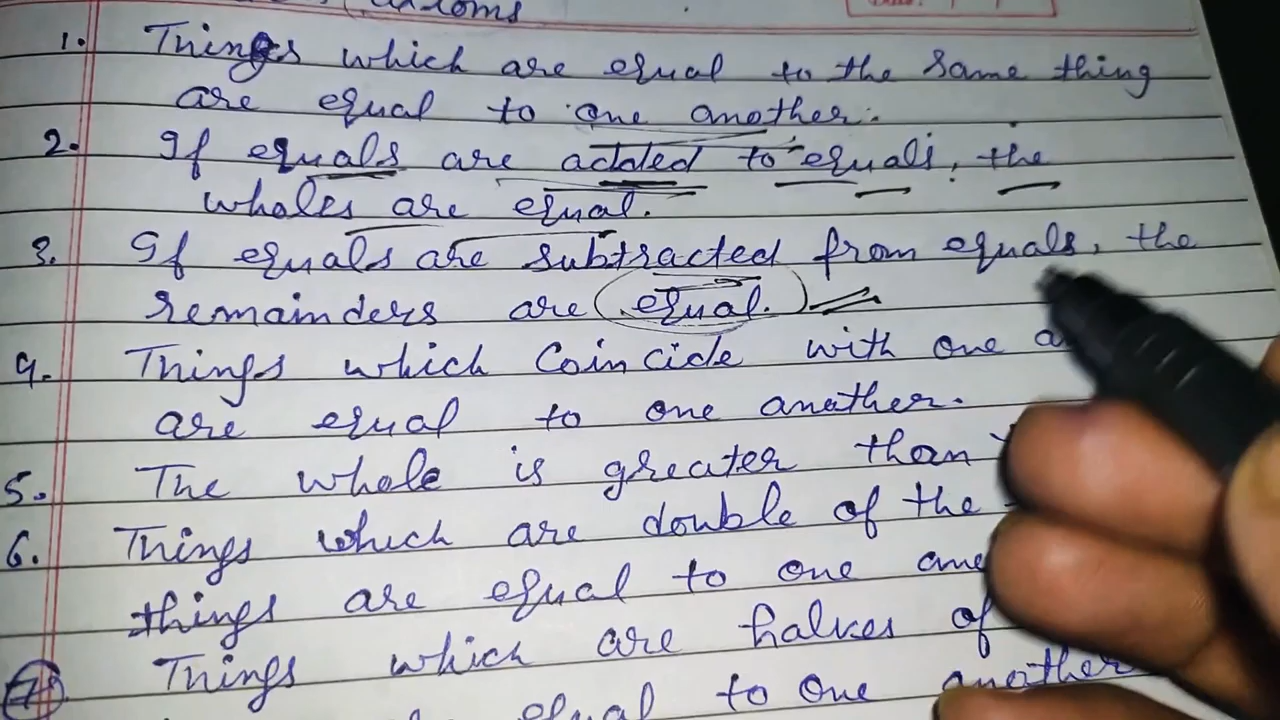 1. Things which are equal to the same thing
are equal to one another.
2. If equals are added to equals, the
wholes are equal.
3. If equals are subtracted from equals, the
remainders are equal.
4. Things which Coincide with one
are equal to one another.
5. The whole is greater than
6. Things which are double of the
things are equal to one
7. Things which are halves of
equal to one another